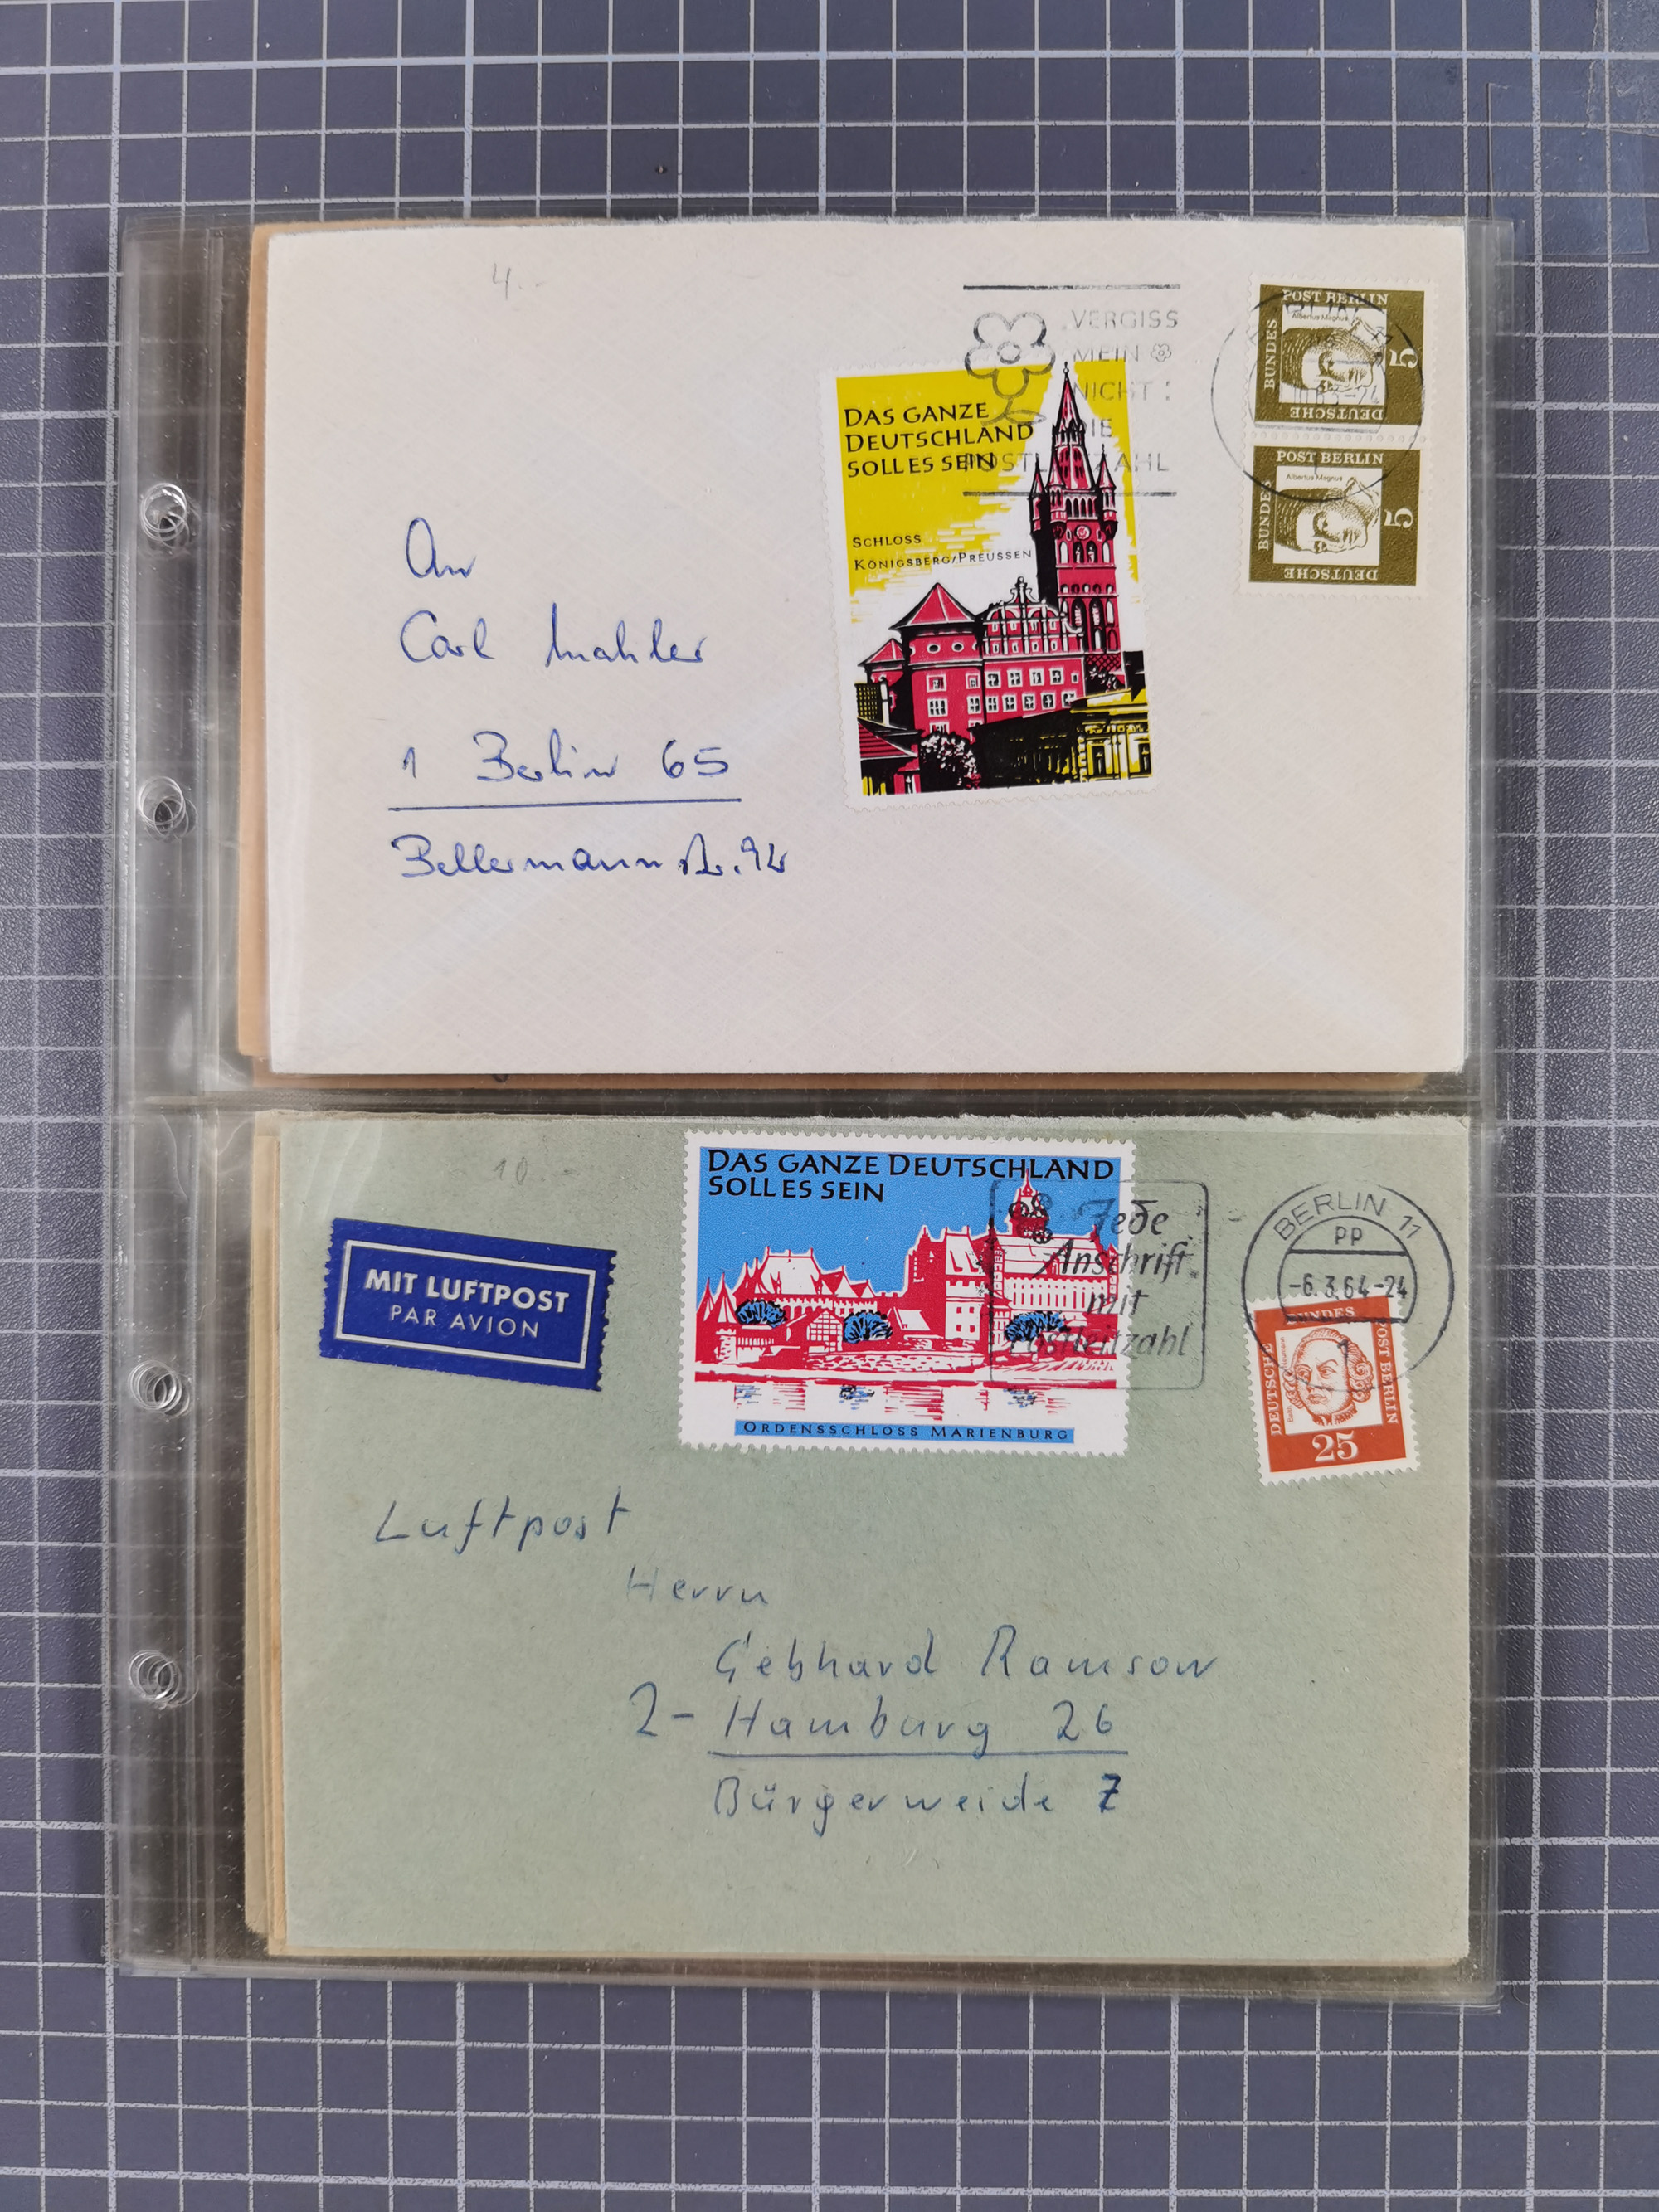 4.-
VERGISS
MEIN
NICHT!
DIE
DAS GANZE
DEUTSCHLAND
SOLL ES SEIN
SCHLOSS
KÖNIGSBERG/PREUSSEN
DEUTSCHE
BUNDES
POST BERLIN
Albertus Magnus
5
DEUTSCHE
BUNDES
POST BERLIN
Albertus Magnus
5
An
Carl Mahler
1 Berlin 65
Bellermannstr.
10.-
MIT LUFTPOST
PAR AVION
DAS GANZE DEUTSCHLAND
SOLL ES SEIN
ORDENSSCHLOSS MARIENBURG
Jede
Anschrift
mit
Postleitzahl
BERLIN 11
PP
-6.3.64-24
1
DEUTSCHE
BUNDES
POST BERLIN
25
Luftpost
Herrn
Gebhard Ramsow
2- Hamburg 26
Bürgerweide 7